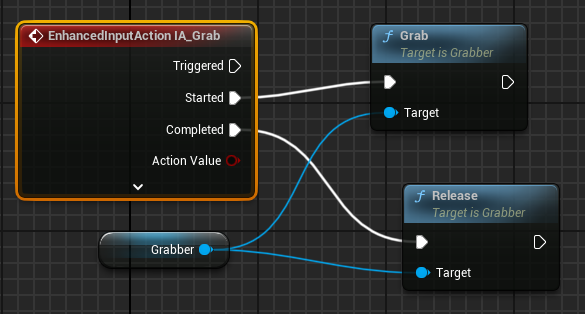 EnhancedInputAction IA_Grab
Triggered
Started
Completed
Action Value
Grabber
f Grab
Target is Grabber
Target
f Release
Target is Grabber
Target